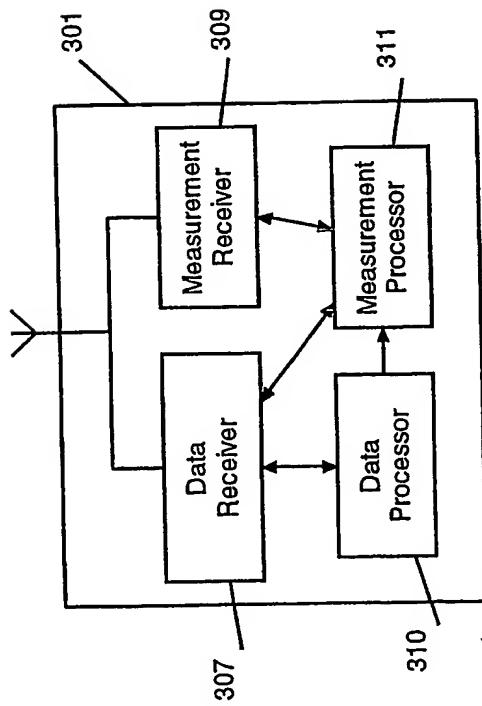 301
309
Measurement
Receiver
311
Measurement
Processor
Data
Receiver
307
Data
Processor
310